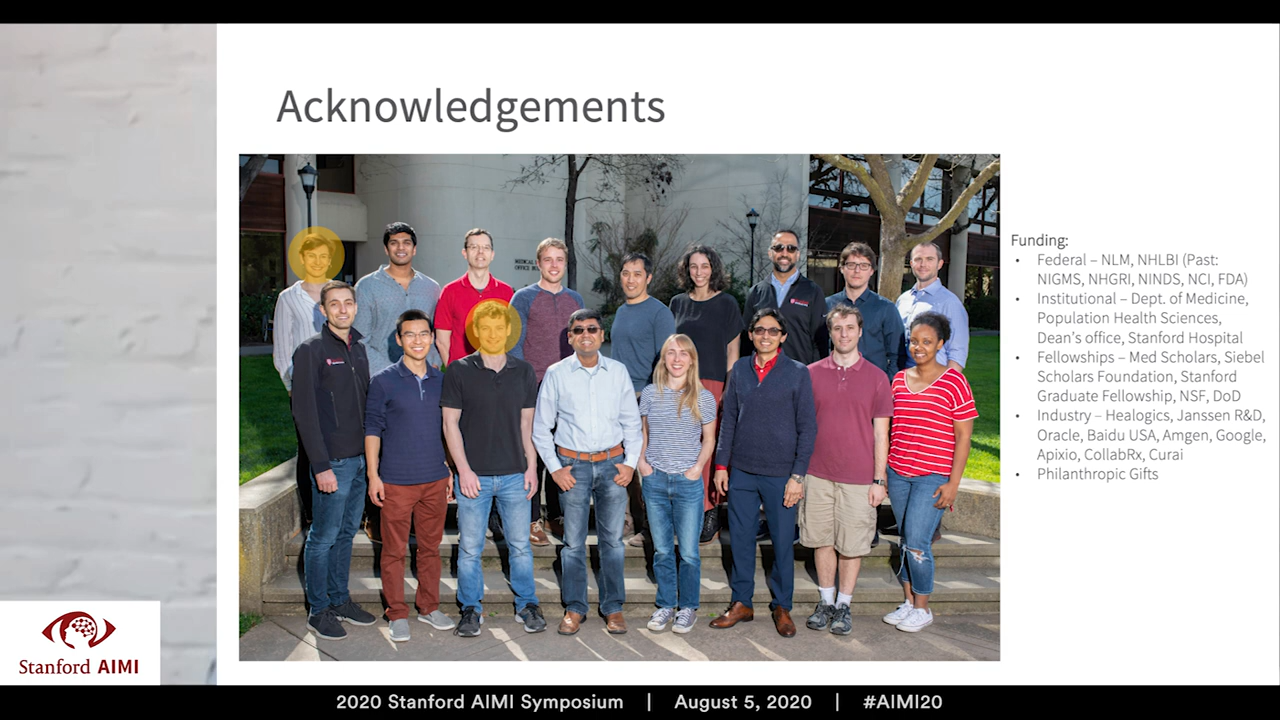 Acknowledgements
Funding:
• Federal – NLM, NHLBI (Past:
NIGMS, NHGRI, NINDS, NCI, FDA)
• Institutional – Dept. of Medicine,
Population Health Sciences,
Dean's office, Stanford Hospital
• Fellowships – Med Scholars, Siebel
Scholars Foundation, Stanford
Graduate Fellowship, NSF, DoD
• Industry – Healogics, Janssen R&D,
Oracle, Baidu USA, Amgen, Google,
Apixio, CollabRx, Curai
• Philanthropic Gifts
Stanford AIMI
2020 Stanford AIMI Symposium | August 5, 2020 | #AIMI20